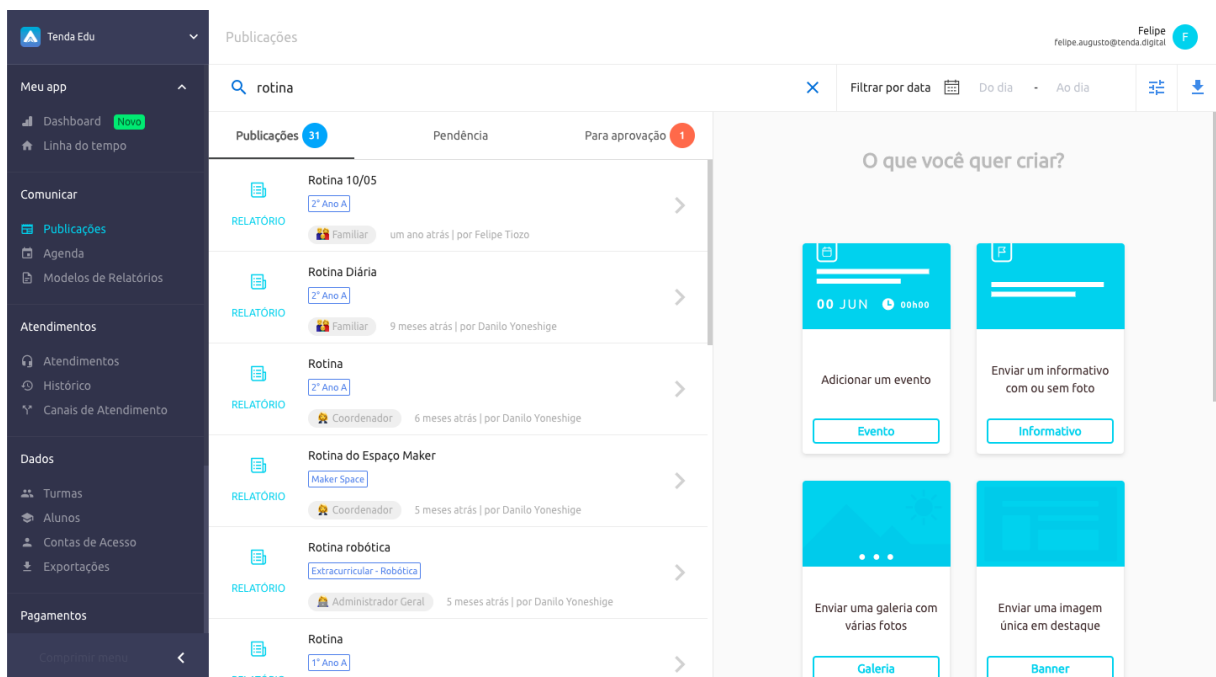 Tenda Edu
Publicações
Felipe
felipe.augusto@tenda.digital
F
Meu app
Dashboard Novo
Linha do tempo
Comunicar
Publicações
Agenda
Modelos de Relatórios
Atendimentos
Atendimentos
Histórico
Canais de Atendimento
Dados
Turmas
Alunos
Contas de Acesso
Exportações
Pagamentos
Comprimir menu
rotina
Filtrar por data Do dia - Ao dia
Publicações 31
Pendência
Para aprovação 1
Rotina 10/05
2° Ano A
RELATÓRIO
Familiar um ano atrás | por Felipe Tiozo
Rotina Diária
2° Ano A
RELATÓRIO
Familiar 9 meses atrás | por Danilo Yoneshige
Rotina
2° Ano A
RELATÓRIO
Coordenador 6 meses atrás | por Danilo Yoneshige
Rotina do Espaço Maker
Maker Space
RELATÓRIO
Coordenador 5 meses atrás | por Danilo Yoneshige
Rotina robótica
Extracurricular - Robótica
RELATÓRIO
Administrador Geral 5 meses atrás | por Danilo Yoneshige
Rotina
1° Ano A
RELATÓRIO
O que você quer criar?
00 JUN 00h00
Adicionar um evento
Evento
Enviar um informativo
com ou sem foto
Informativo
Enviar uma galeria com
várias fotos
Galeria
Enviar uma imagem
única em destaque
Banner